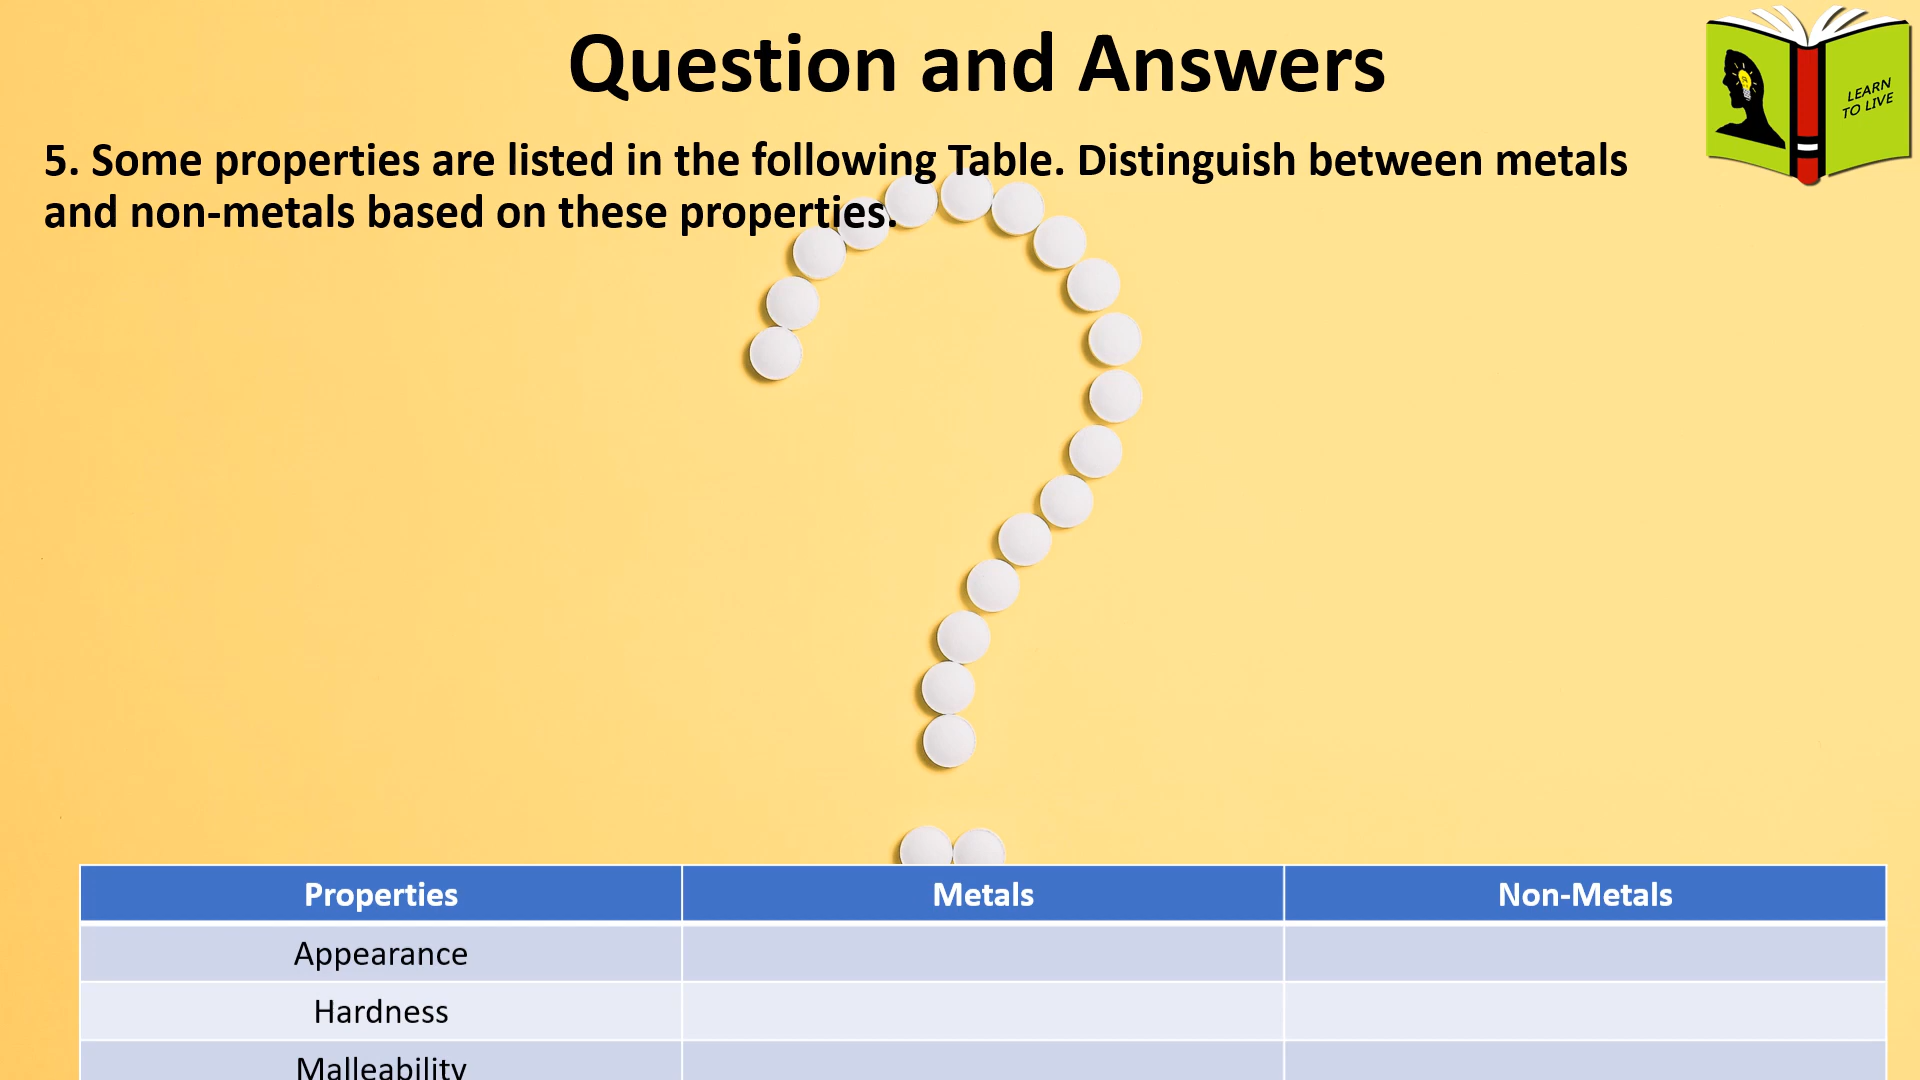 Question and Answers
LEARN
TO LIVE
5. Some properties are listed in the following Table. Distinguish between metals
and non-metals based on these properties.
Properties Metals Non-Metals
Appearance
Hardness
Malleability